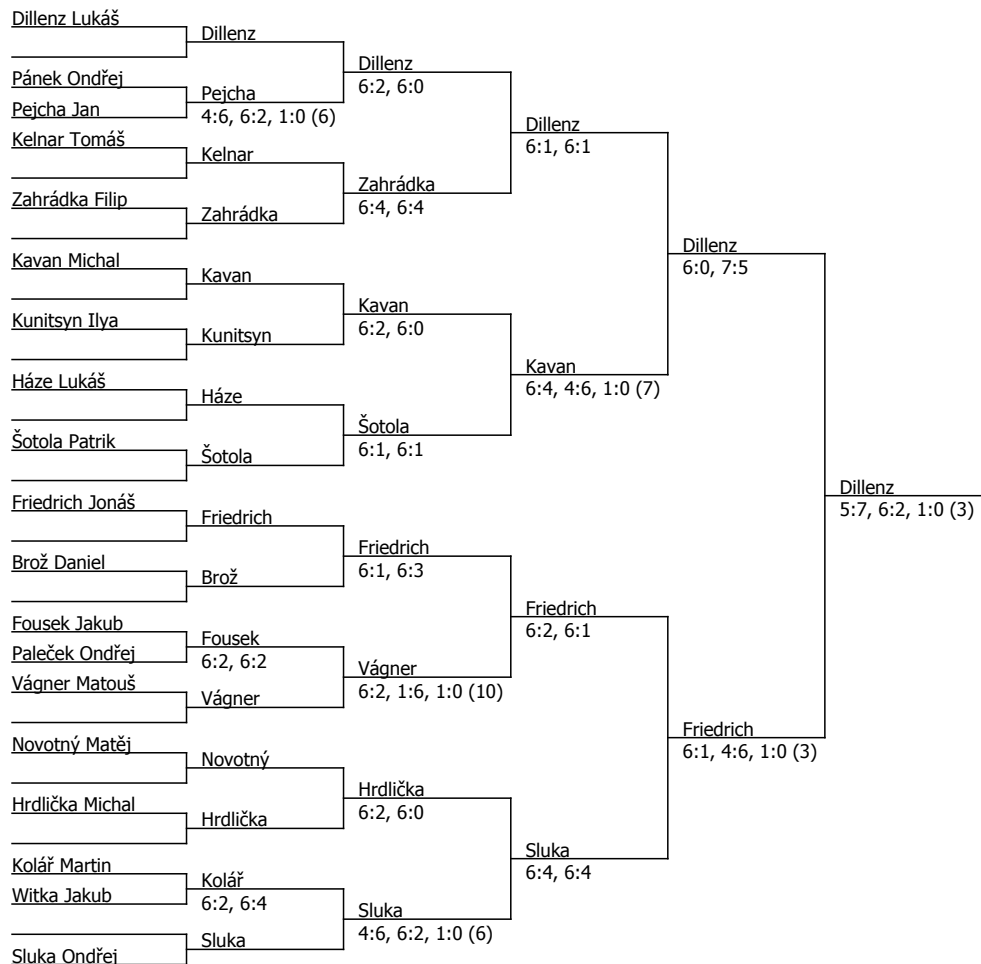 Dillenz Lukáš
Pánek Ondřej
Pejcha Jan
Kelnar Tomáš
Zahrádka Filip
Kavan Michal
Kunitsyn Ilya
Háze Lukáš
Šotola Patrik
Friedrich Jonáš
Brož Daniel
Fousek Jakub
Paleček Ondřej
Vágner Matouš
Novotný Matěj
Hrdlička Michal
Kolář Martin
Witka Jakub
Sluka Ondřej
Dillenz
Pejcha
4:6, 6:2, 1:0 (6)
Kelnar
Zahrádka
Kavan
Kunitsyn
Háze
Šotola
Friedrich
Brož
Fousek
6:2, 6:2
Vágner
Novotný
Hrdlička
Kolář
6:2, 6:4
Sluka
Dillenz
6:2, 6:0
Zahrádka
6:4, 6:4
Kavan
6:2, 6:0
Šotola
6:1, 6:1
Friedrich
6:1, 6:3
Vágner
6:2, 1:6, 1:0 (10)
Hrdlička
6:2, 6:0
Sluka
4:6, 6:2, 1:0 (6)
Dillenz
6:1, 6:1
Kavan
6:4, 4:6, 1:0 (7)
Friedrich
6:2, 6:1
Sluka
6:4, 6:4
Dillenz
6:0, 7:5
Friedrich
6:1, 4:6, 1:0 (3)
Dillenz
5:7, 6:2, 1:0 (3)